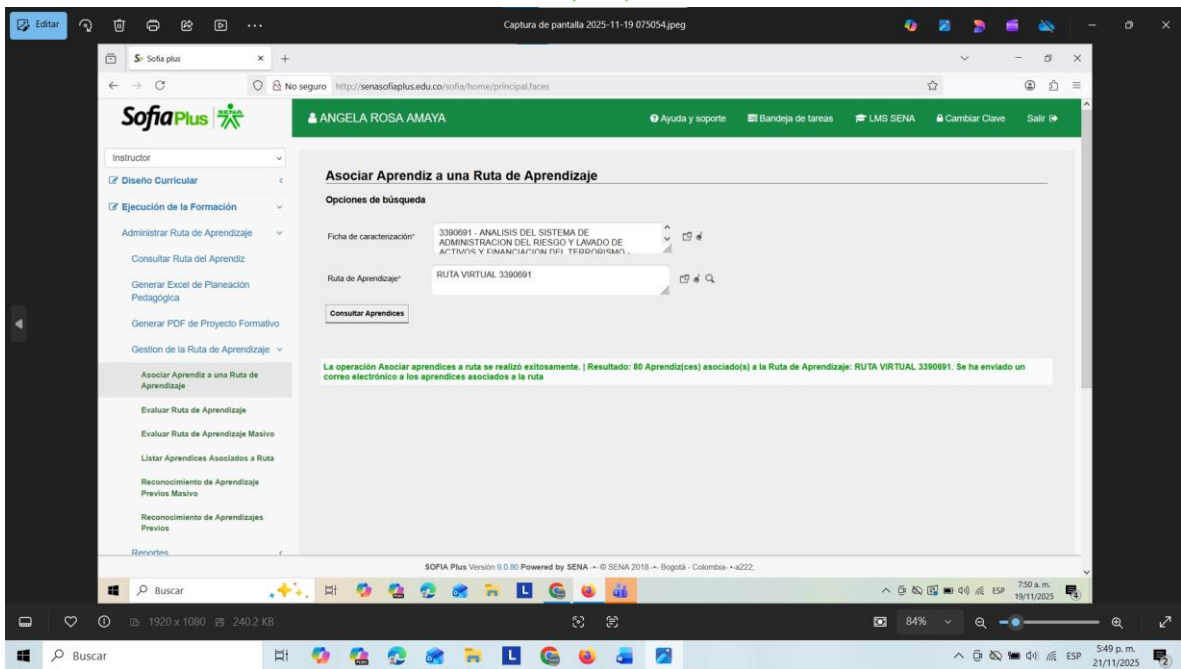 Editar
Captura de pantalla 2025-11-19 075054.jpeg
Sofia plus
No seguro http://senasofiaplus.edu.co/sofia/home/principal.faces
SofiaPlus SENA
ANGELA ROSA AMAYA
Ayuda y soporte
Bandeja de tareas
LMS SENA
Cambiar Clave
Salir
Instructor
Diseño Curricular
Ejecución de la Formación
Administrar Ruta de Aprendizaje
Consultar Ruta del Aprendiz
Generar Excel de Planeación
Pedagógica
Generar PDF de Proyecto Formativo
Gestion de la Ruta de Aprendizaje
Asociar Aprendiz a una Ruta de
Aprendizaje
Evaluar Ruta de Aprendizaje
Evaluar Ruta de Aprendizaje Masivo
Listar Aprendices Asociados a Ruta
Reconocimiento de Aprendizaje
Previos Masivo
Reconocimiento de Aprendizajes
Previos
Reportes
Asociar Aprendiz a una Ruta de Aprendizaje
Opciones de búsqueda
Ficha de caracterización*
3390691 - ANALISIS DEL SISTEMA DE
ADMINISTRACION DEL RIESGO Y LAVADO DE
ACTIVOS Y FINANCIACION DEL TERRORISMO -
Ruta de Aprendizaje*
RUTA VIRTUAL 3390691
Consultar Aprendices
La operación Asociar aprendices a ruta se realizó exitosamente. | Resultado: 80 Aprendiz(ces) asociado(s) a la Ruta de Aprendizaje: RUTA VIRTUAL 3390691. Se ha enviado un
correo electrónico a los aprendices asociados a la ruta
SOFIA Plus Versión 9.0.80 Powered by SENA -.- © SENA 2018 -.- Bogotá - Colombia- -.-a222;
Buscar
ESP
7:50 a. m.
19/11/2025
4
1920 x 1080
240.2 KB
84%
Buscar
ESP
5:49 p. m.
21/11/2025
2